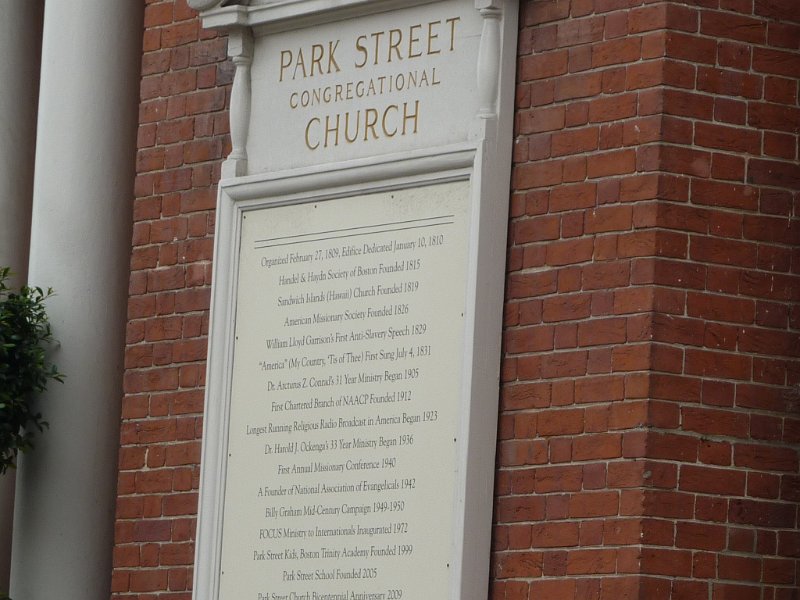 PARK STREET
CONGREGATIONAL
CHURCH
Organized February 27, 1809, Edifice Dedicated January 10, 1810
Handel & Haydn Society of Boston Founded 1815
Sandwich Islands (Hawaii) Church Founded 1819
American Missionary Society Founded 1826
William Lloyd Garrison's First Anti-Slavery Speech 1829
"America" (My Country, 'Tis of Thee) First Sung July 4, 1831
Dr. Arcturus Z. Conrad's 31 Year Ministry Began 1905
First Chartered Branch of NAACP Founded 1912
Longest Running Religious Radio Broadcast in America Began 1923
Dr. Harold J. Ockenga's 33 Year Ministry Began 1936
First Annual Missionary Conference 1940
A Founder of National Association of Evangelicals 1942
Billy Graham Mid-Century Campaign 1949-1950
FOCUS Ministry to Internationals Inaugurated 1972
Park Street Kids, Boston Trinity Academy Founded 1999
Park Street School Founded 2005
Park Street Church Bicentennial Anniversary 2009